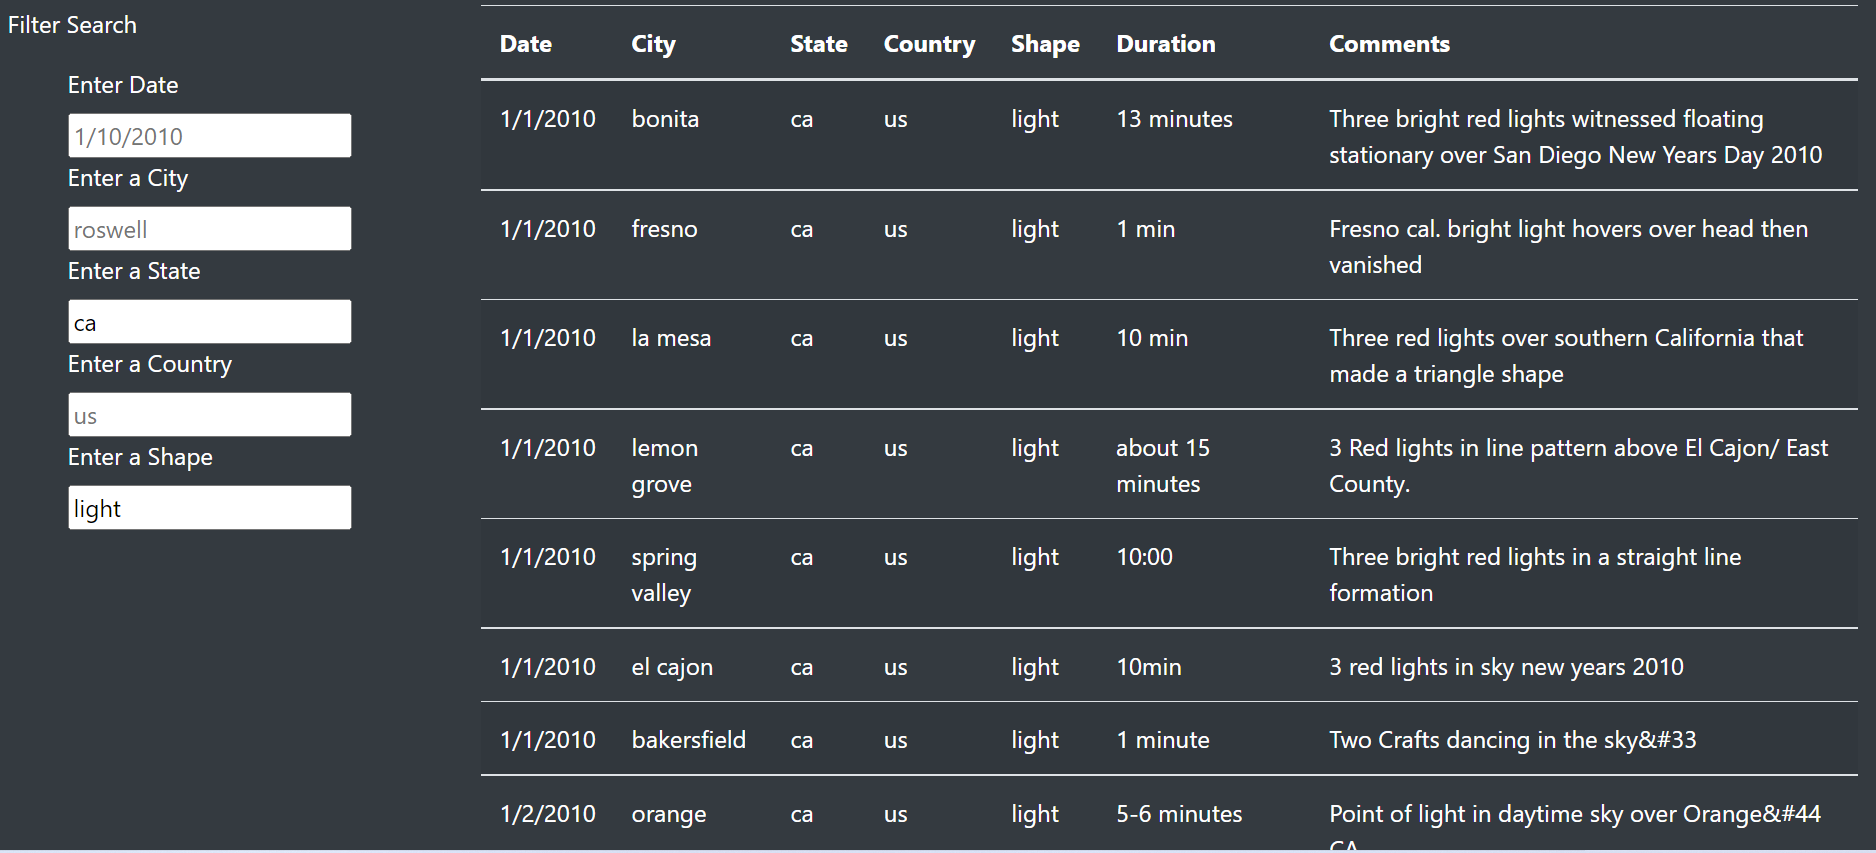 Filter Search
Enter Date
1/10/2010
Enter a City
roswell
Enter a State
ca
Enter a Country
us
Enter a Shape
light
Date City State Country Shape Duration Comments
1/1/2010 bonita ca us light 13 minutes Three bright red lights witnessed floating
stationary over San Diego New Years Day 2010
1/1/2010 fresno ca us light 1 min Fresno cal. bright light hovers over head then
vanished
1/1/2010 la mesa ca us light 10 min Three red lights over southern California that
made a triangle shape
1/1/2010 lemon ca us light about 15 3 Red lights in line pattern above El Cajon/ East
grove minutes County.
1/1/2010 spring ca us light 10:00 Three bright red lights in a straight line
valley formation
1/1/2010 el cajon ca us light 10min 3 red lights in sky new years 2010
1/1/2010 bakersfield ca us light 1 minute Two Crafts dancing in the sky&#33
1/2/2010 orange ca us light 5-6 minutes Point of light in daytime sky over Orange&#44
CA